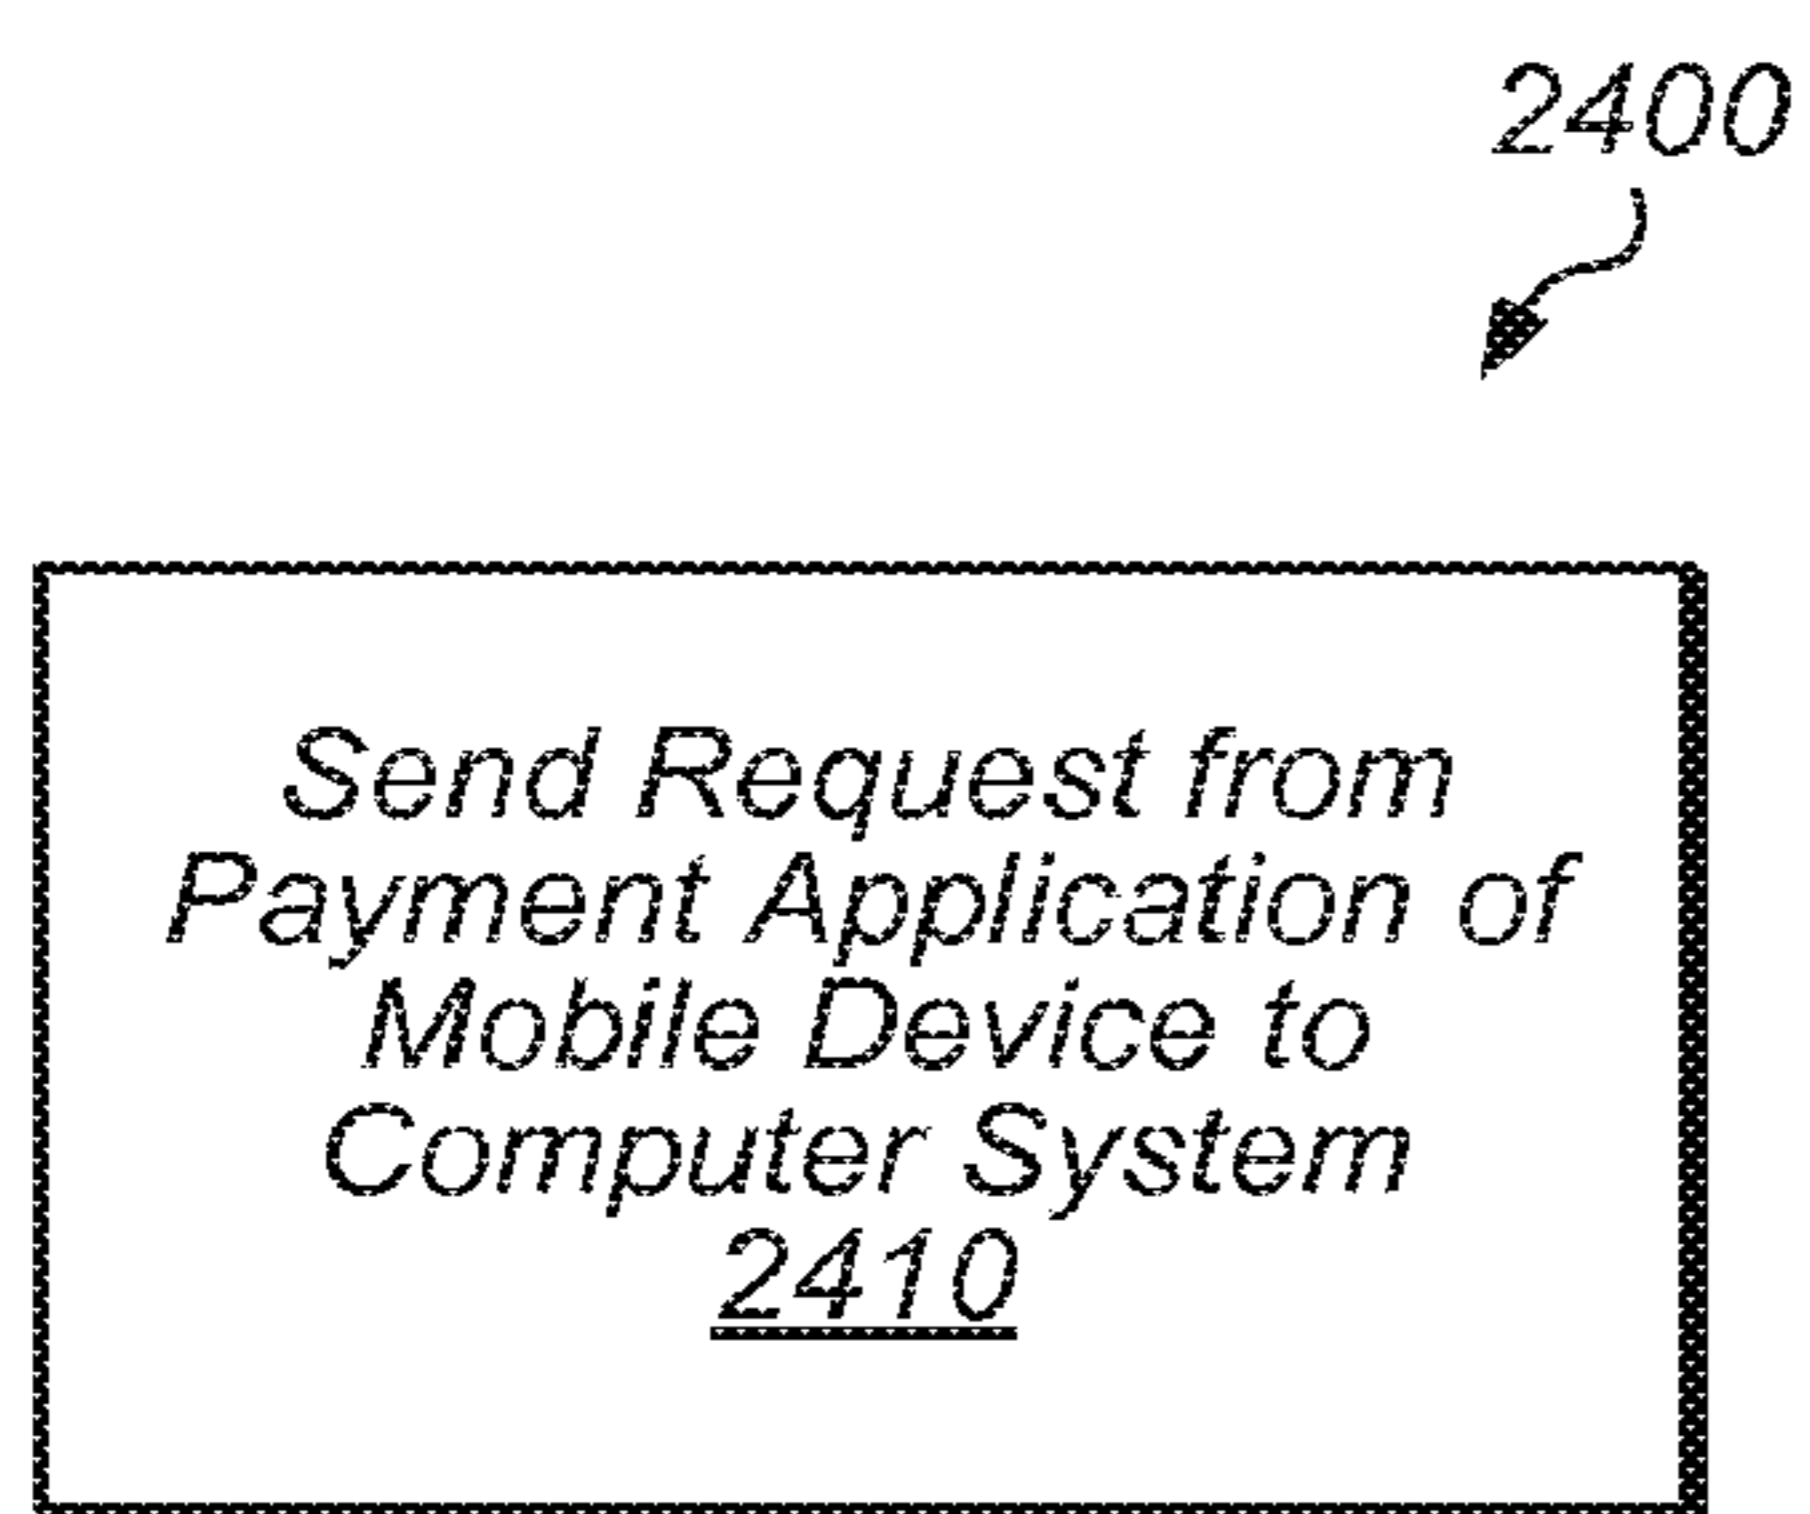 2400
Send Request from
Payment Application of
Mobile Device to
Computer System
2410